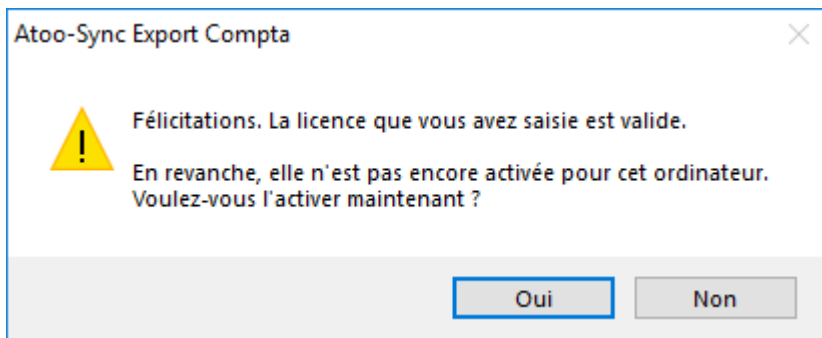 Atoo-Sync Export Compta
Félicitations. La licence que vous avez saisie est valide.
En revanche, elle n'est pas encore activée pour cet ordinateur.
Voulez-vous l'activer maintenant ?
Oui
Non